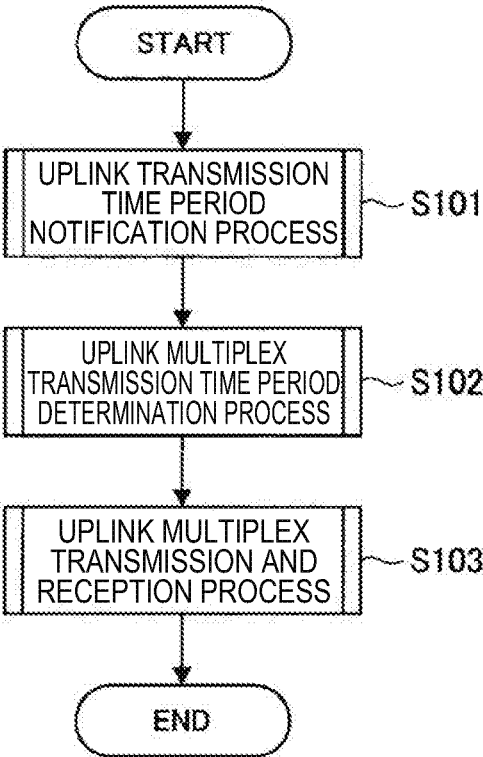 START
UPLINK TRANSMISSION
TIME PERIOD
NOTIFICATION PROCESS
S101
UPLINK MULTIPLEX
TRANSMISSION TIME PERIOD
DETERMINATION PROCESS
S102
UPLINK MULTIPLEX
TRANSMISSION AND
RECEPTION PROCESS
S103
END